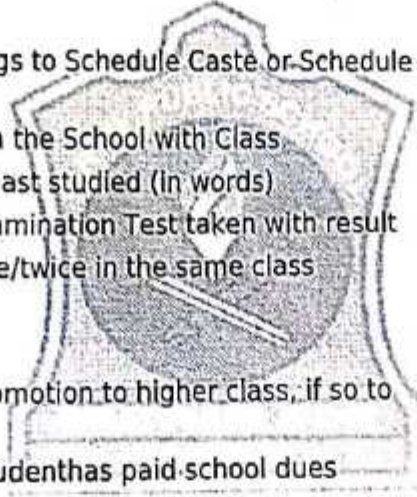 gs to Schedule Caste or Schedule
the School with Class
ast studied (in words)
amination Test taken with result
e/twice in the same class
omotion to higher class, if so to
udenthas paid school dues